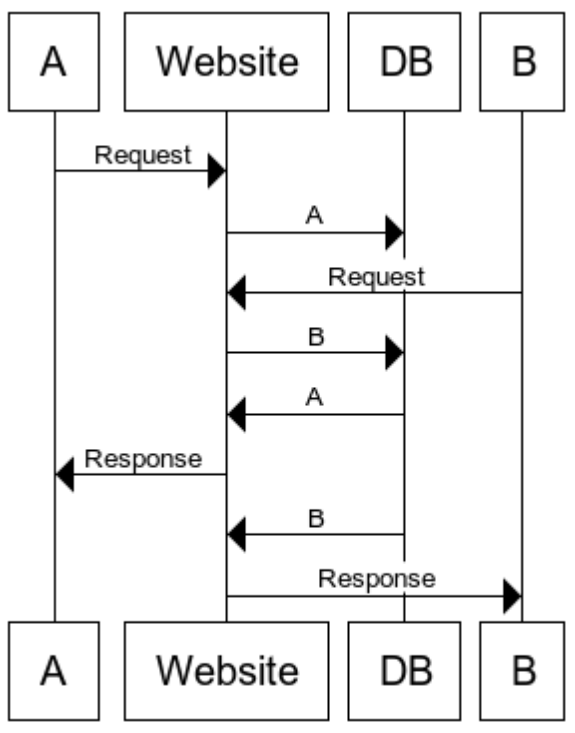 A Website DB B
Request
A
Request
B
A
Response
B
Response
A Website DB B